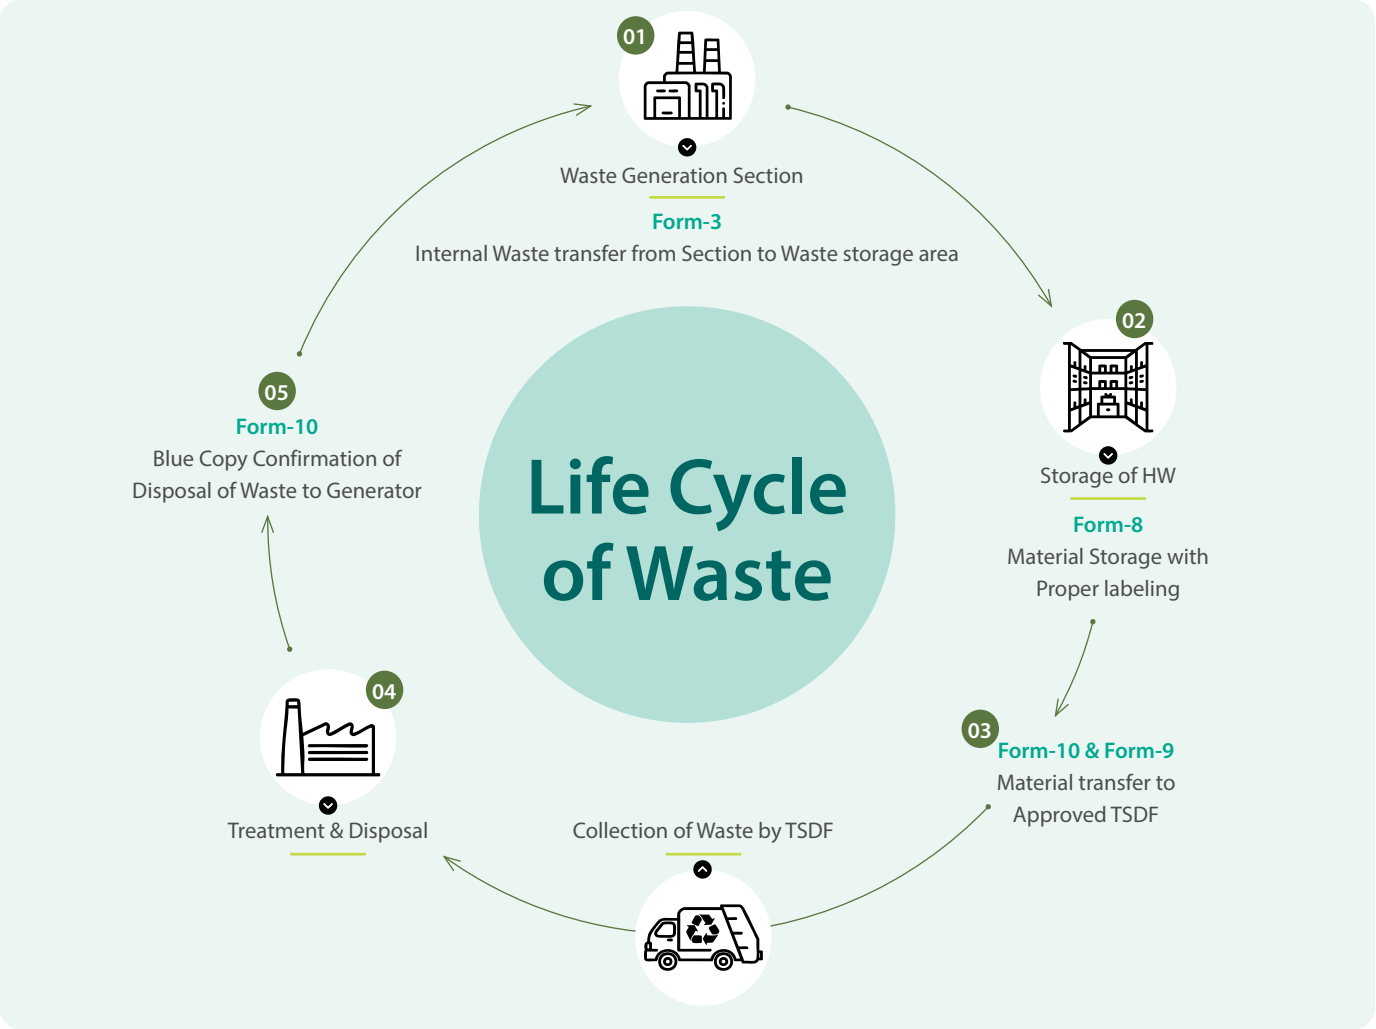 01
Waste Generation Section
Form-3
Internal Waste transfer from Section to Waste storage area
02
Storage of HW
Form-8
Material Storage with
Proper labeling
03
Form-10 & Form-9
Material transfer to
Approved TSDF
Collection of Waste by TSDF
04
Treatment & Disposal
05
Form-10
Blue Copy Confirmation of
Disposal of Waste to Generator
Life Cycle
of Waste